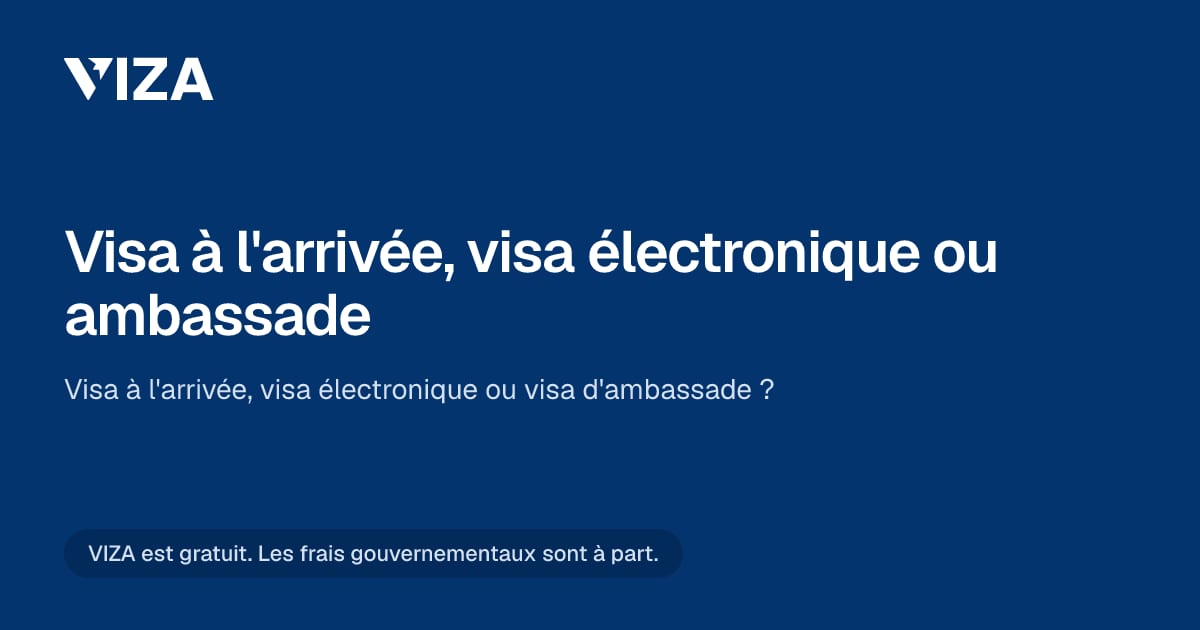 VIZA
Visa à l'arrivée, visa électronique ou
ambassade
Visa à l'arrivée, visa électronique ou visa d'ambassade ?
VIZA est gratuit. Les frais gouvernementaux sont à part.